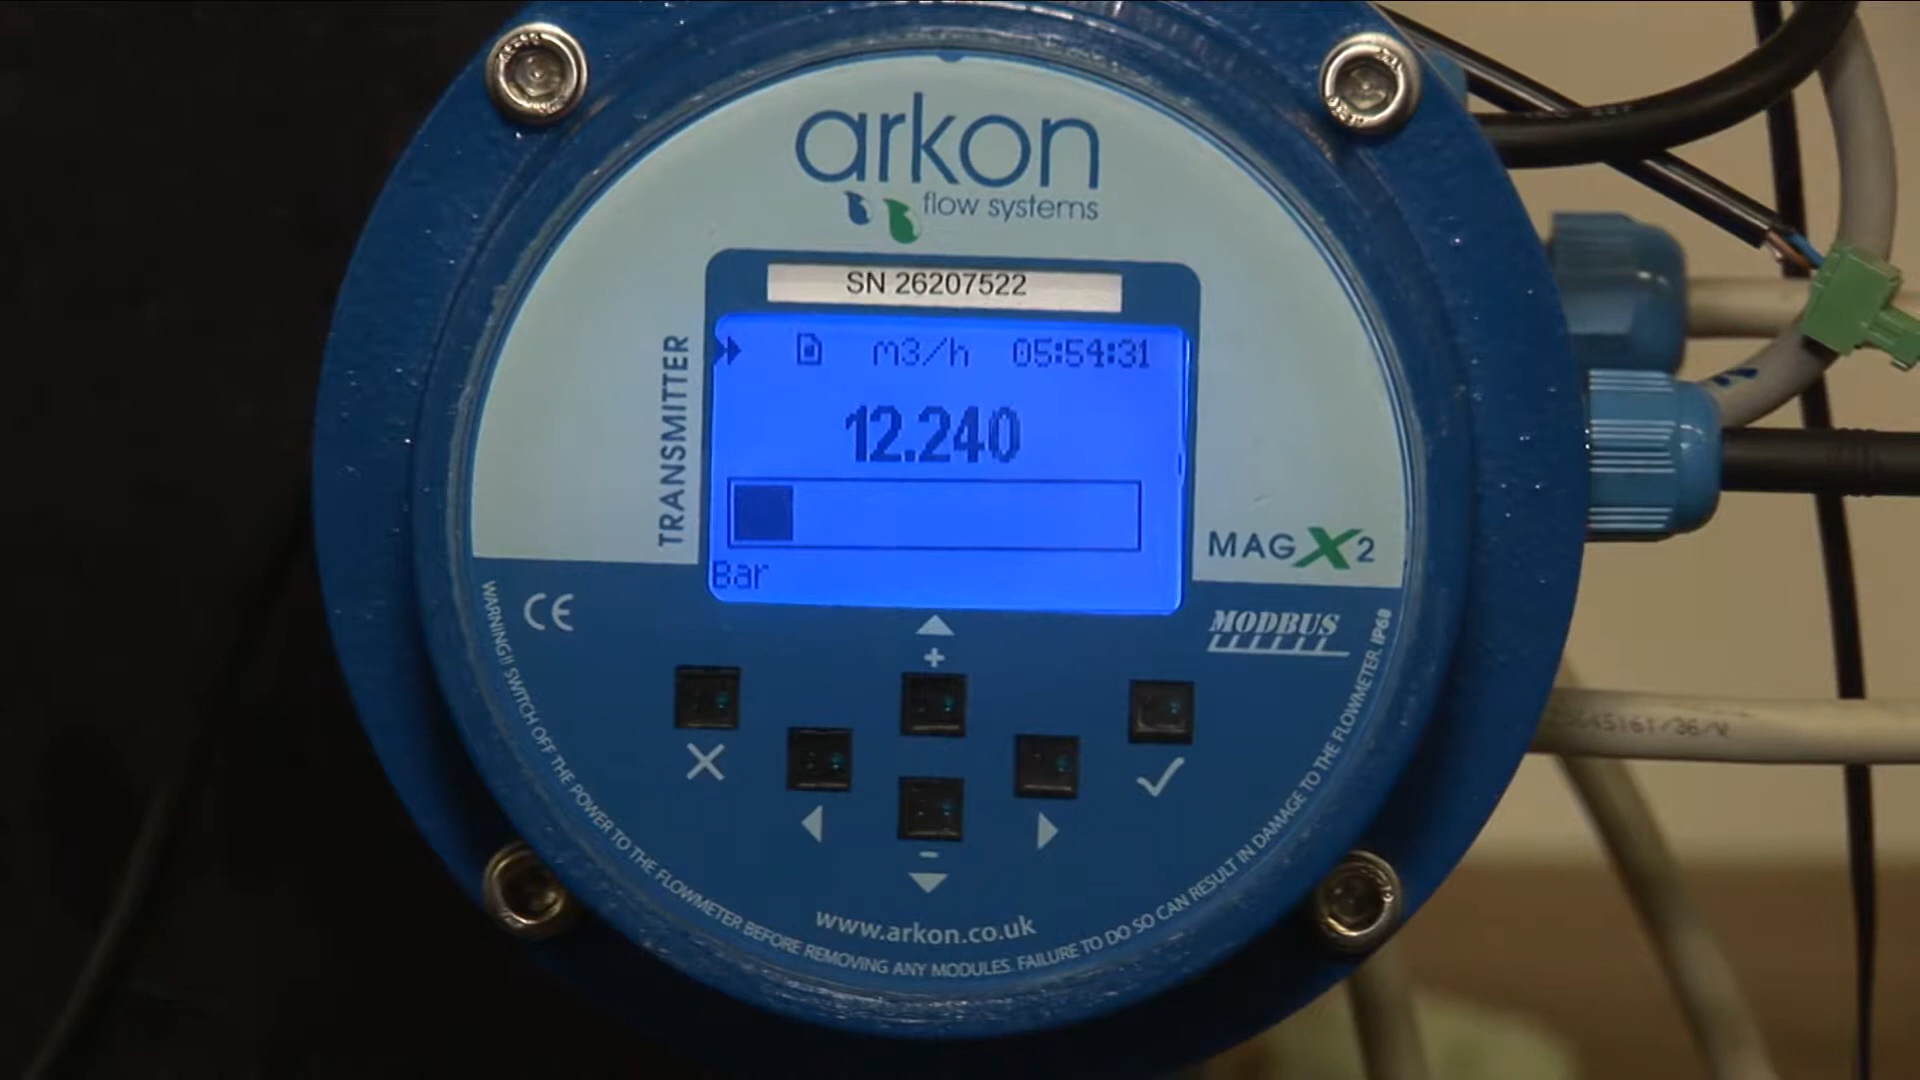 arkon
flow systems
SN 26207522
TRANSMITTER
m3/h 05:54:31
12.240
Bar
MAG X2
CE
MODBUS
WARNING!! SWITCH OFF THE POWER TO THE FLOWMETER BEFORE REMOVING ANY MODULES. FAILURE TO DO SO CAN RESULT IN DAMAGE TO THE FLOWMETER. IP68
+
-
www.arkon.co.uk